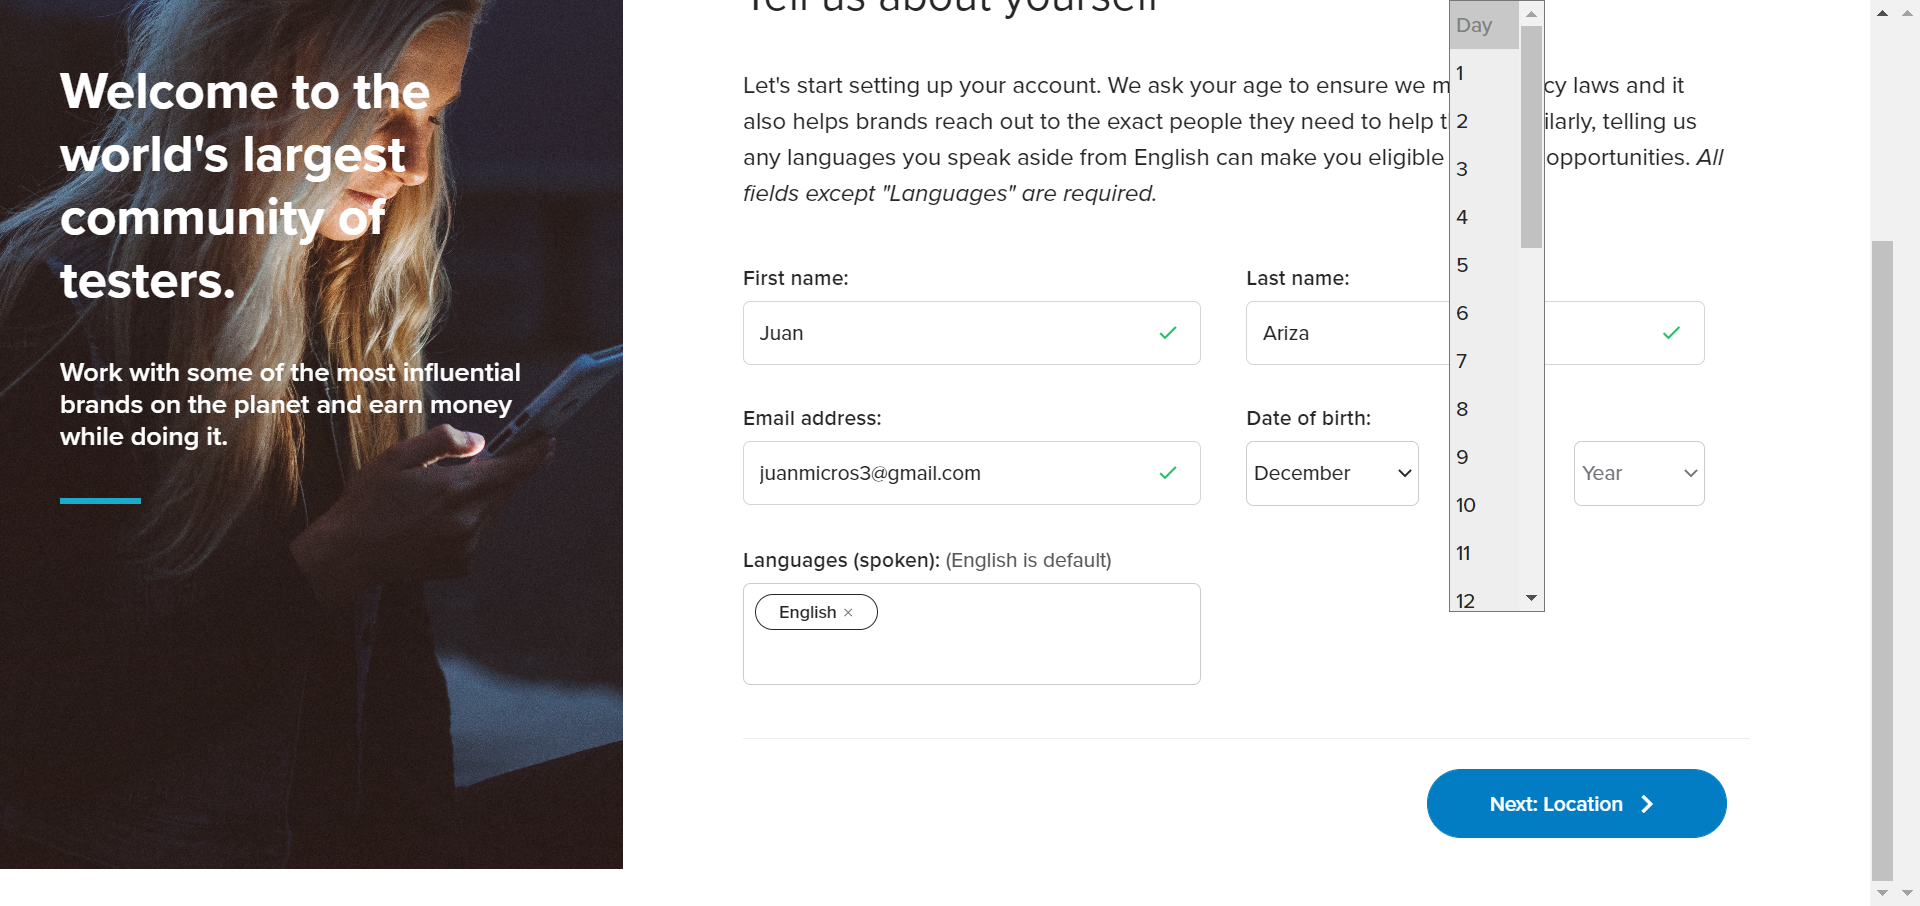 Welcome to the
world's largest
community of
testers.
Work with some of the most influential
brands on the planet and earn money
while doing it.
Tell us about yourself
Let's start setting up your account. We ask your age to ensure we m cy laws and it
also helps brands reach out to the exact people they need to help t ilarly, telling us
any languages you speak aside from English can make you eligible opportunities. All
fields except "Languages" are required.
First name:
Juan
Last name:
Ariza
Email address:
juanmicros3@gmail.com
Date of birth:
December
Day
1
2
3
4
5
6
7
8
9
10
11
12
Year
Languages (spoken): (English is default)
English ×
Next: Location